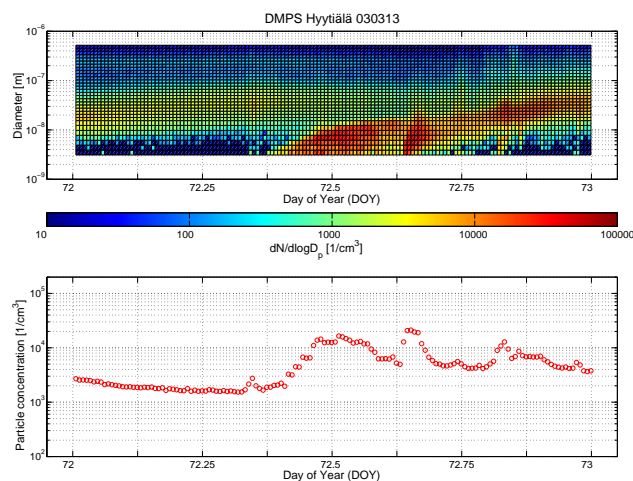 DMPS Hyytiälä 030313
10^-6
10^-7
10^-8
10^-9
Diameter [m]
72 72.25 72.5 72.75 73
Day of Year (DOY)
10 100 1000 10000 100000
dN/dlogD_p [1/cm^3]
10^5
10^4
10^3
10^2
Particle concentration [1/cm^3]
72 72.25 72.5 72.75 73
Day of Year (DOY)